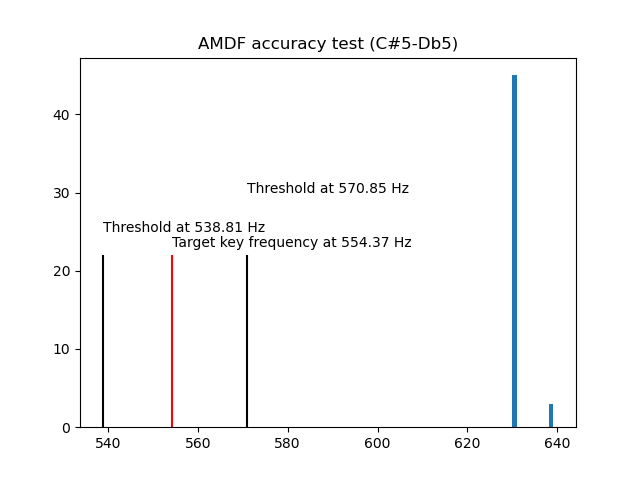 AMDF accuracy test (C#5-Db5)
40
Threshold at 570.85 Hz
30
Threshold at 538.81 Hz
Target key frequency at 554.37 Hz
20
10
0
540 560 580 600 620 640